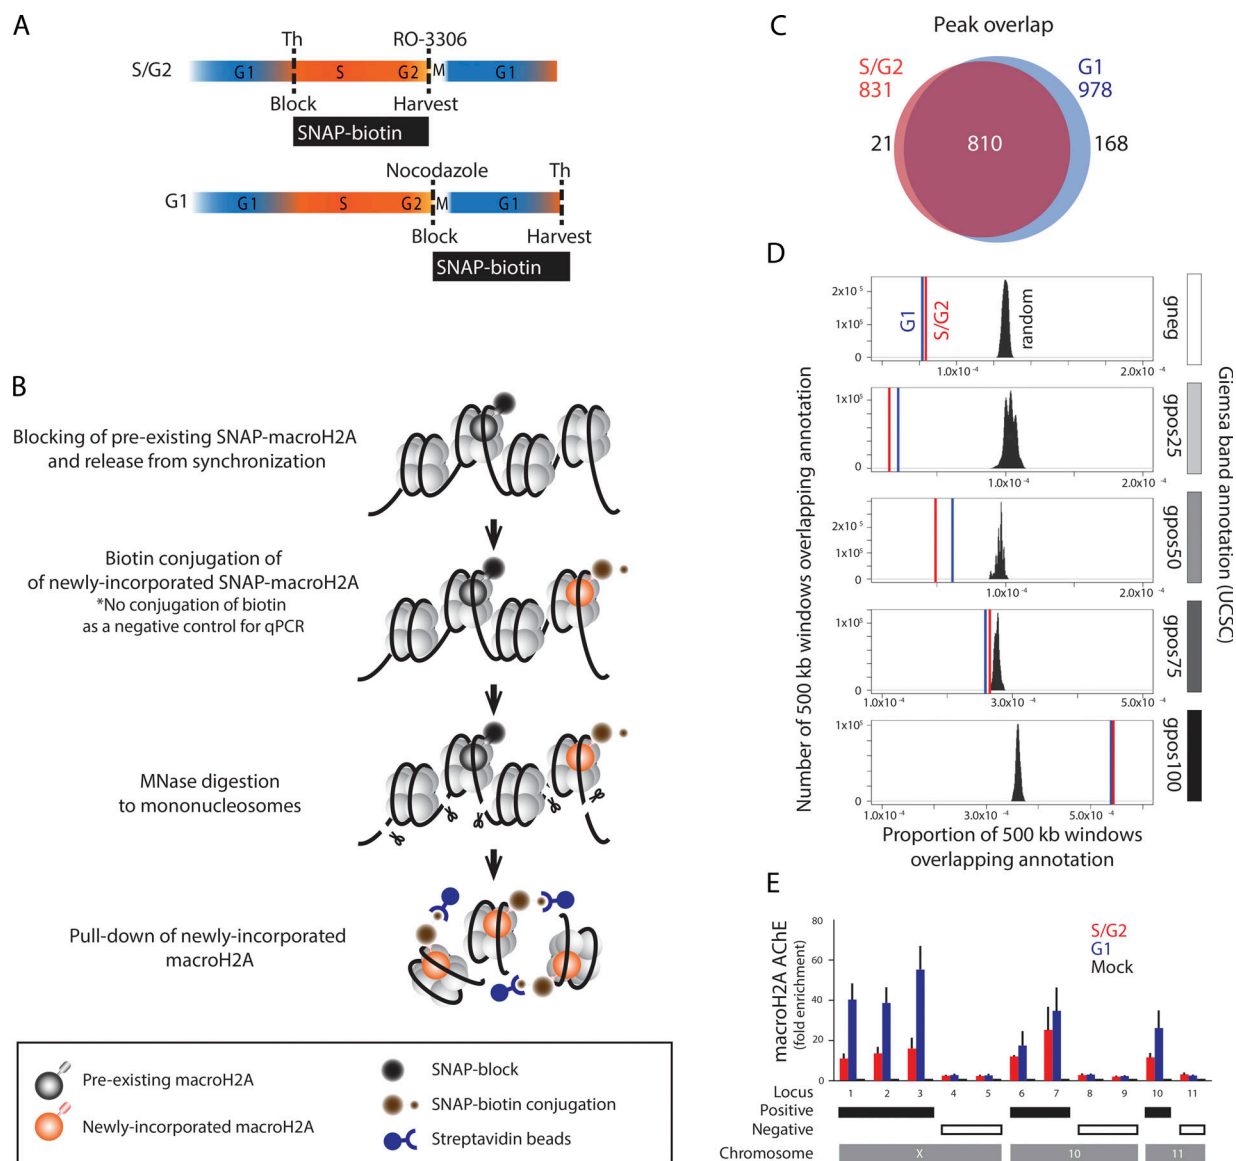 A
Th
RO-3306
S/G2
G1
S
G2
M
G1
Block
Harvest
SNAP-biotin
Nocodazole
Th
G1
G1
S
G2
M
G1
Block
Harvest
SNAP-biotin
B
Blocking of pre-existing SNAP-macroH2A
and release from synchronization
Biotin conjugation of
of newly-incorporated SNAP-macroH2A
*No conjugation of biotin
as a negative control for qPCR
MNase digestion
to mononucleosomes
Pull-down of newly-incorporated
macroH2A
Pre-existing macroH2A
Newly-incorporated macroH2A
SNAP-block
SNAP-biotin conjugation
Streptavidin beads
C
Peak overlap
S/G2
831
G1
978
21
810
168
D
Number of 500 kb windows overlapping annotation
2x10⁵
1x10⁵
0
G1
S/G2
random
1.0x10⁻⁴
2.0x10⁻⁴
gneg
1x10⁵
0
1.0x10⁻⁴
2.0x10⁻⁴
gpos25
3x10⁵
1x10⁵
0
1.0x10⁻⁴
2.0x10⁻⁴
gpos50
1x10⁵
0
1.0x10⁻⁴
3.0x10⁻⁴
5.0x10⁻⁴
gpos75
1x10⁵
0
1.0x10⁻⁴
3.0x10⁻⁴
5.0x10⁻⁴
gpos100
Giemsa band annotation (UCSC)
Proportion of 500 kb windows
overlapping annotation
E
macroH2A AChE
(fold enrichment)
80
60
40
20
0
S/G2
G1
Mock
Locus 1 2 3 4 5 6 7 8 9 10 11
Positive
Negative
Chromosome X 10 11